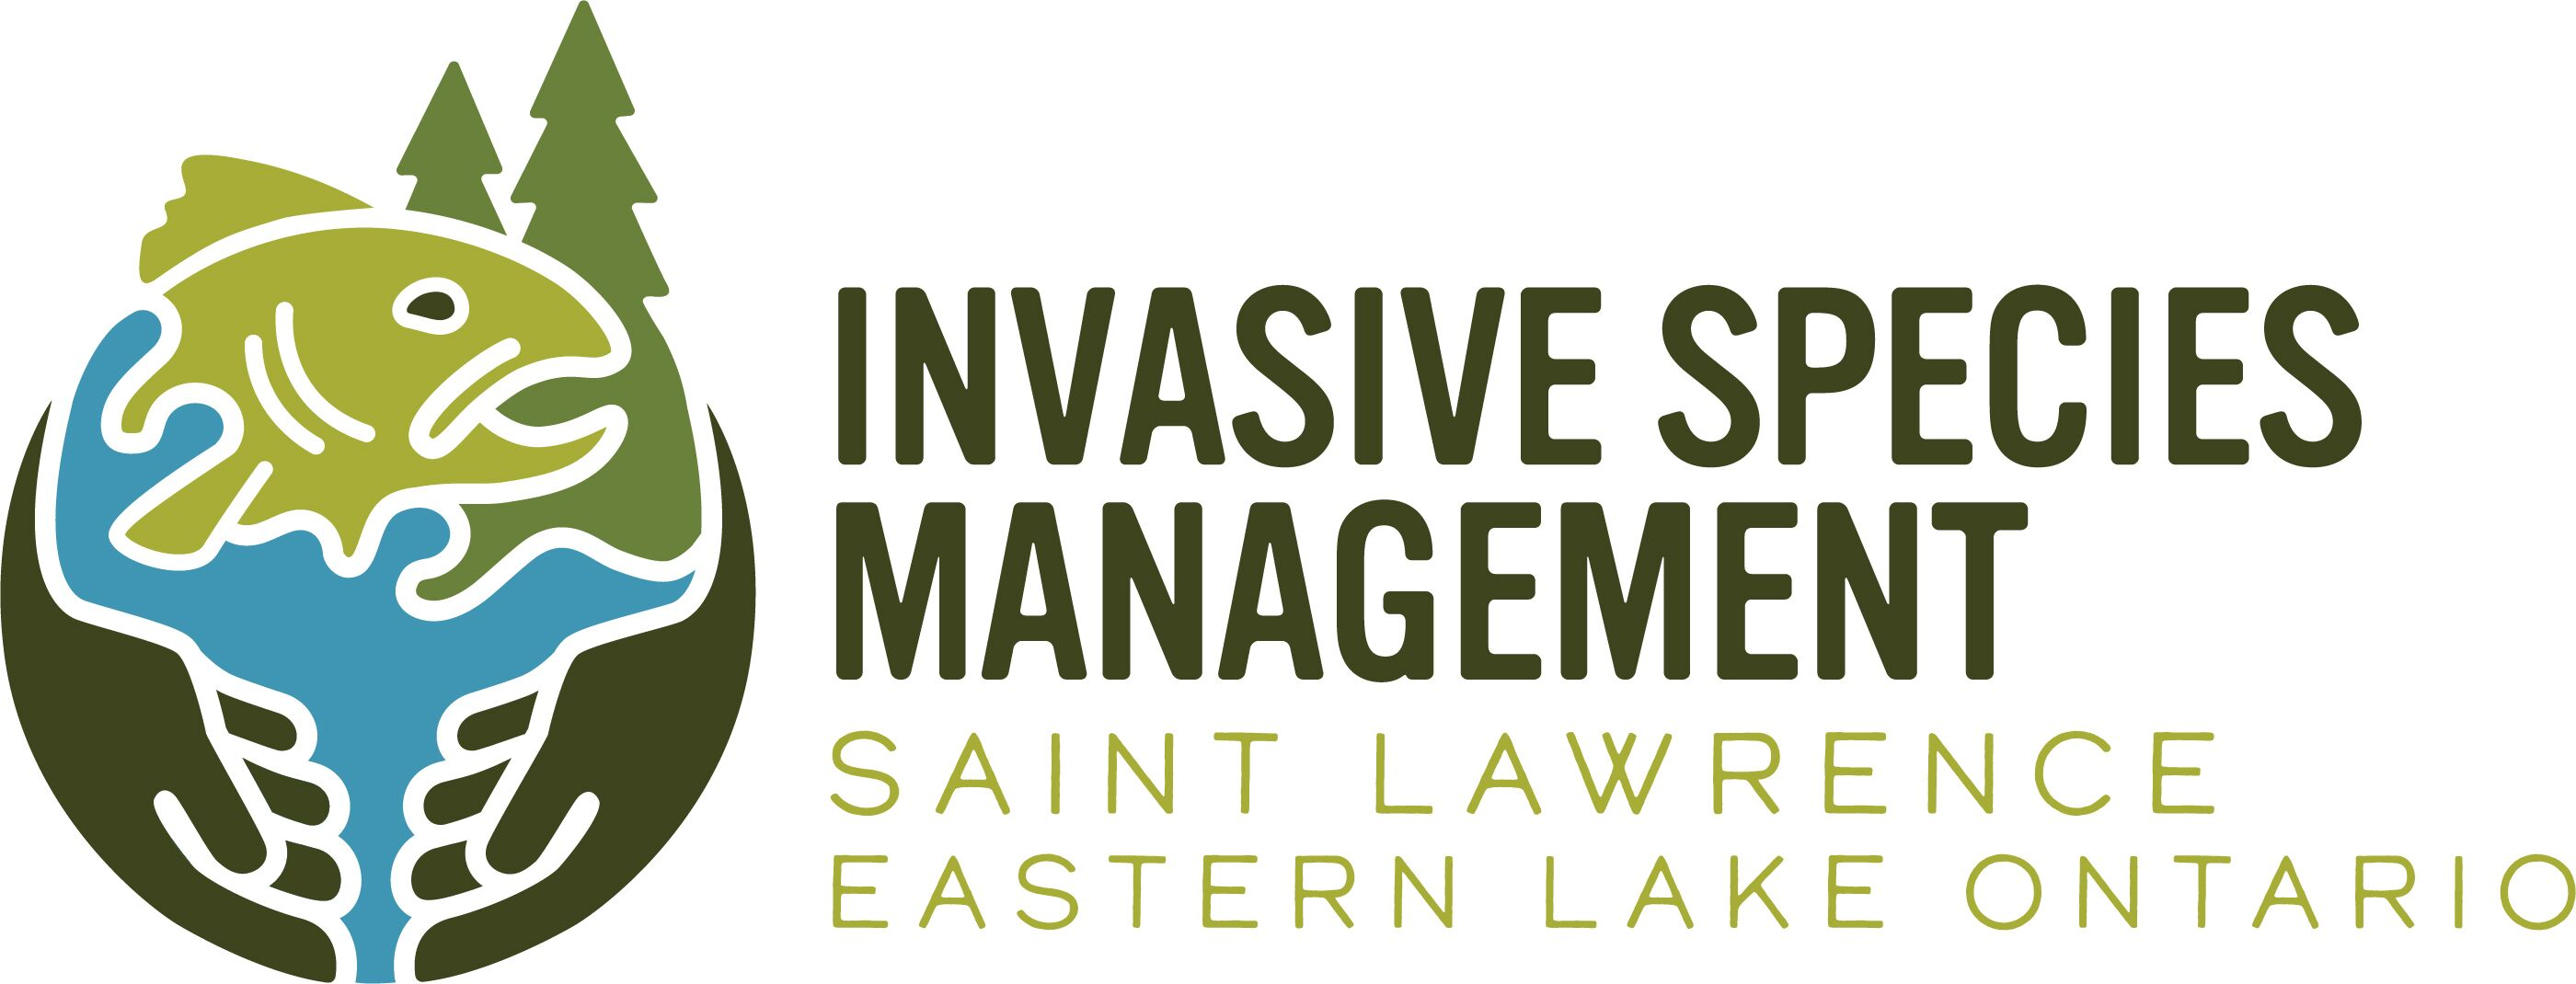 INVASIVE SPECIES
MANAGEMENT
SAINT LAWRENCE
EASTERN LAKE ONTARIO